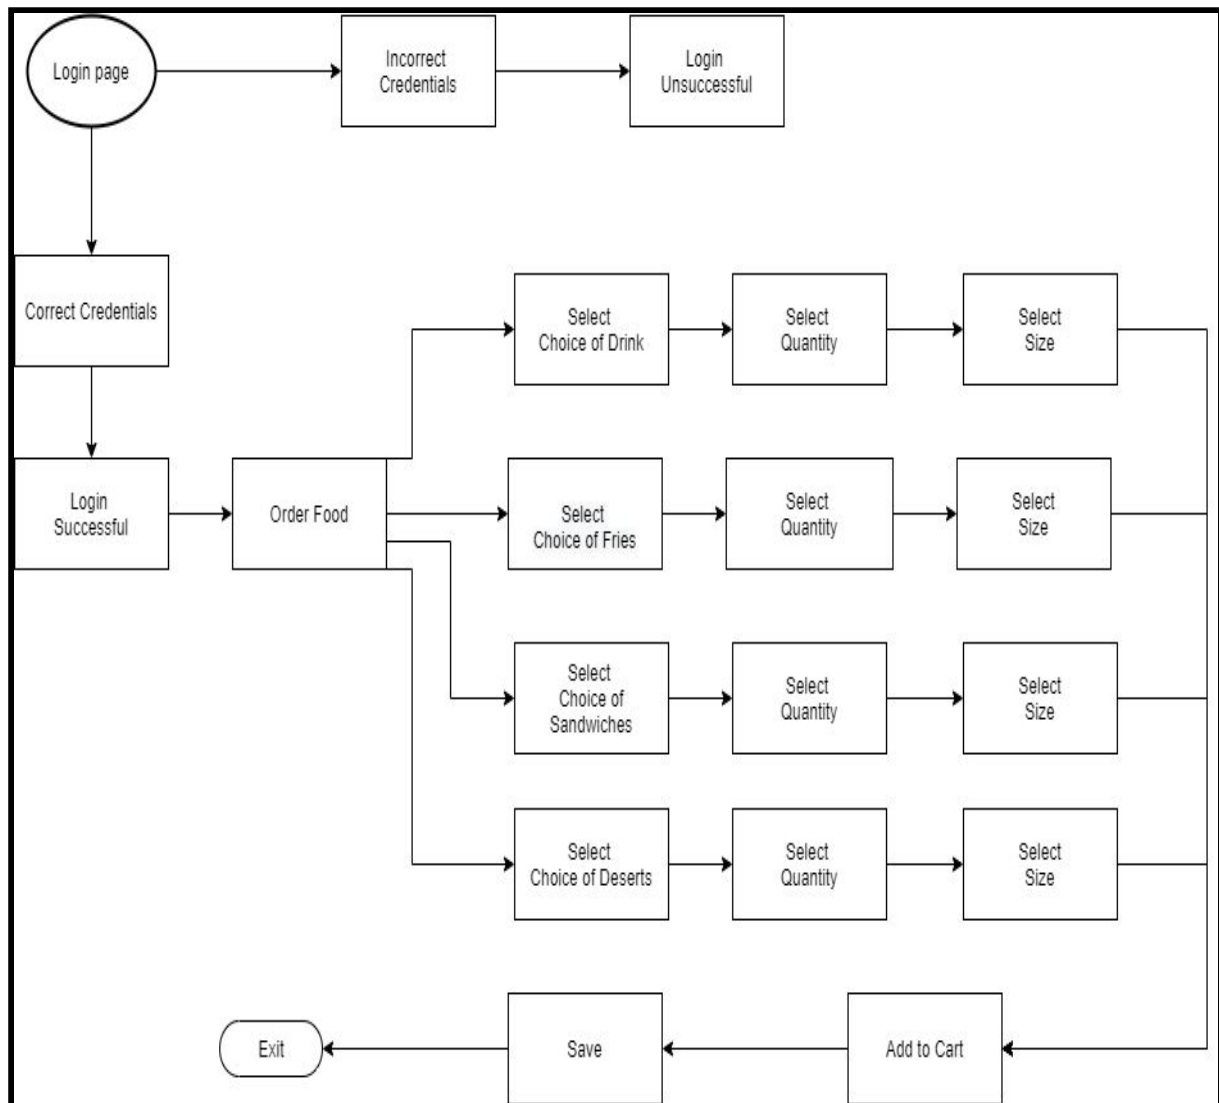 Login page
Incorrect
Credentials
Login
Unsuccessful
Correct Credentials
Select
Choice of Drink
Select
Quantity
Select
Size
Login
Successful
Order Food
Select
Choice of Fries
Select
Quantity
Select
Size
Select
Choice of
Sandwiches
Select
Quantity
Select
Size
Select
Choice of Deserts
Select
Quantity
Select
Size
Exit
Save
Add to Cart